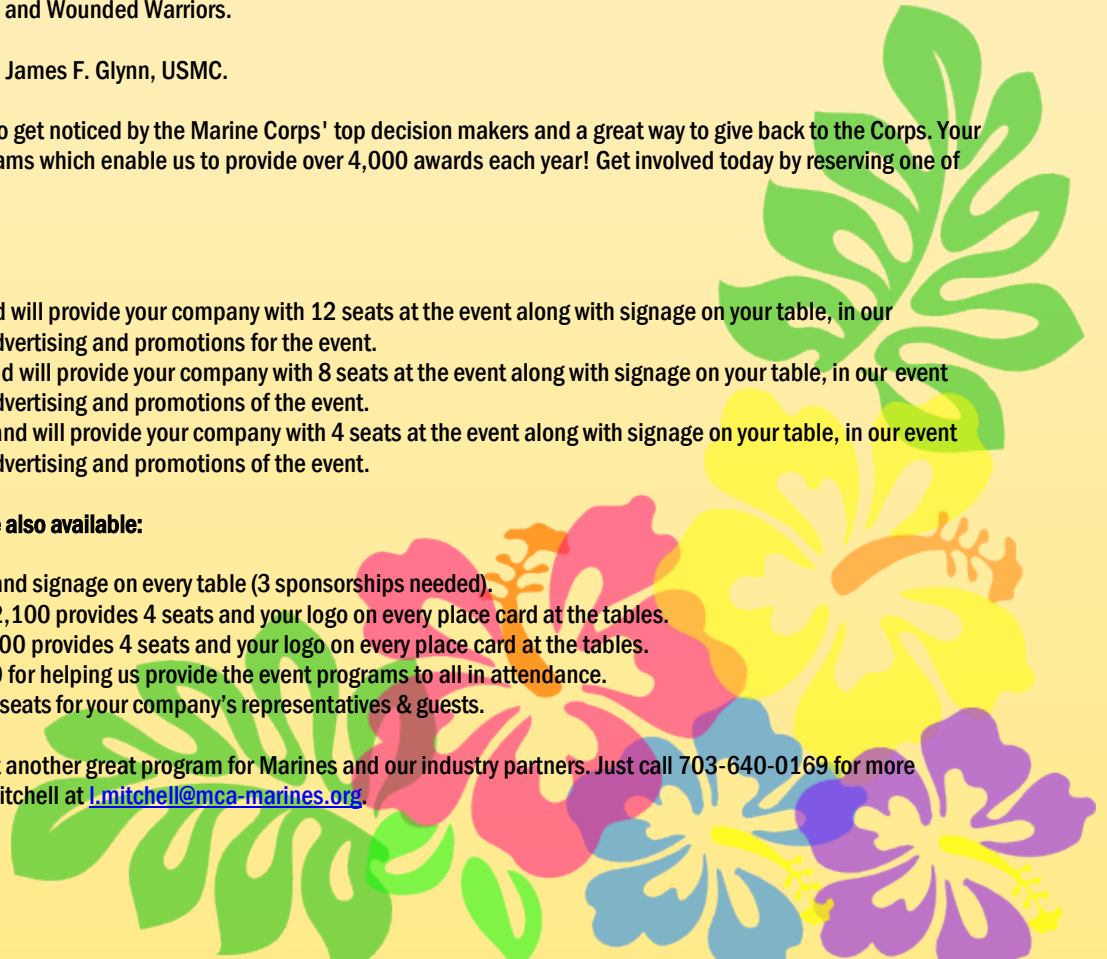 and Wounded Warriors.
James F. Glynn, USMC.
o get noticed by the Marine Corps' top decision makers and a great way to give back to the Corps. Your
ams which enable us to provide over 4,000 awards each year! Get involved today by reserving one of
d will provide your company with 12 seats at the event along with signage on your table, in our
dvertising and promotions for the event.
d will provide your company with 8 seats at the event along with signage on your table, in our event
dvertising and promotions of the event.
and will provide your company with 4 seats at the event along with signage on your table, in our event
dvertising and promotions of the event.
also available:
and signage on every table (3 sponsorships needed).
2,100 provides 4 seats and your logo on every place card at the tables.
00 provides 4 seats and your logo on every place card at the tables.
0 for helping us provide the event programs to all in attendance.
seats for your company's representatives & guests.
another great program for Marines and our industry partners. Just call 703-640-0169 for more
itchell at l.mitchell@mca-marines.org.